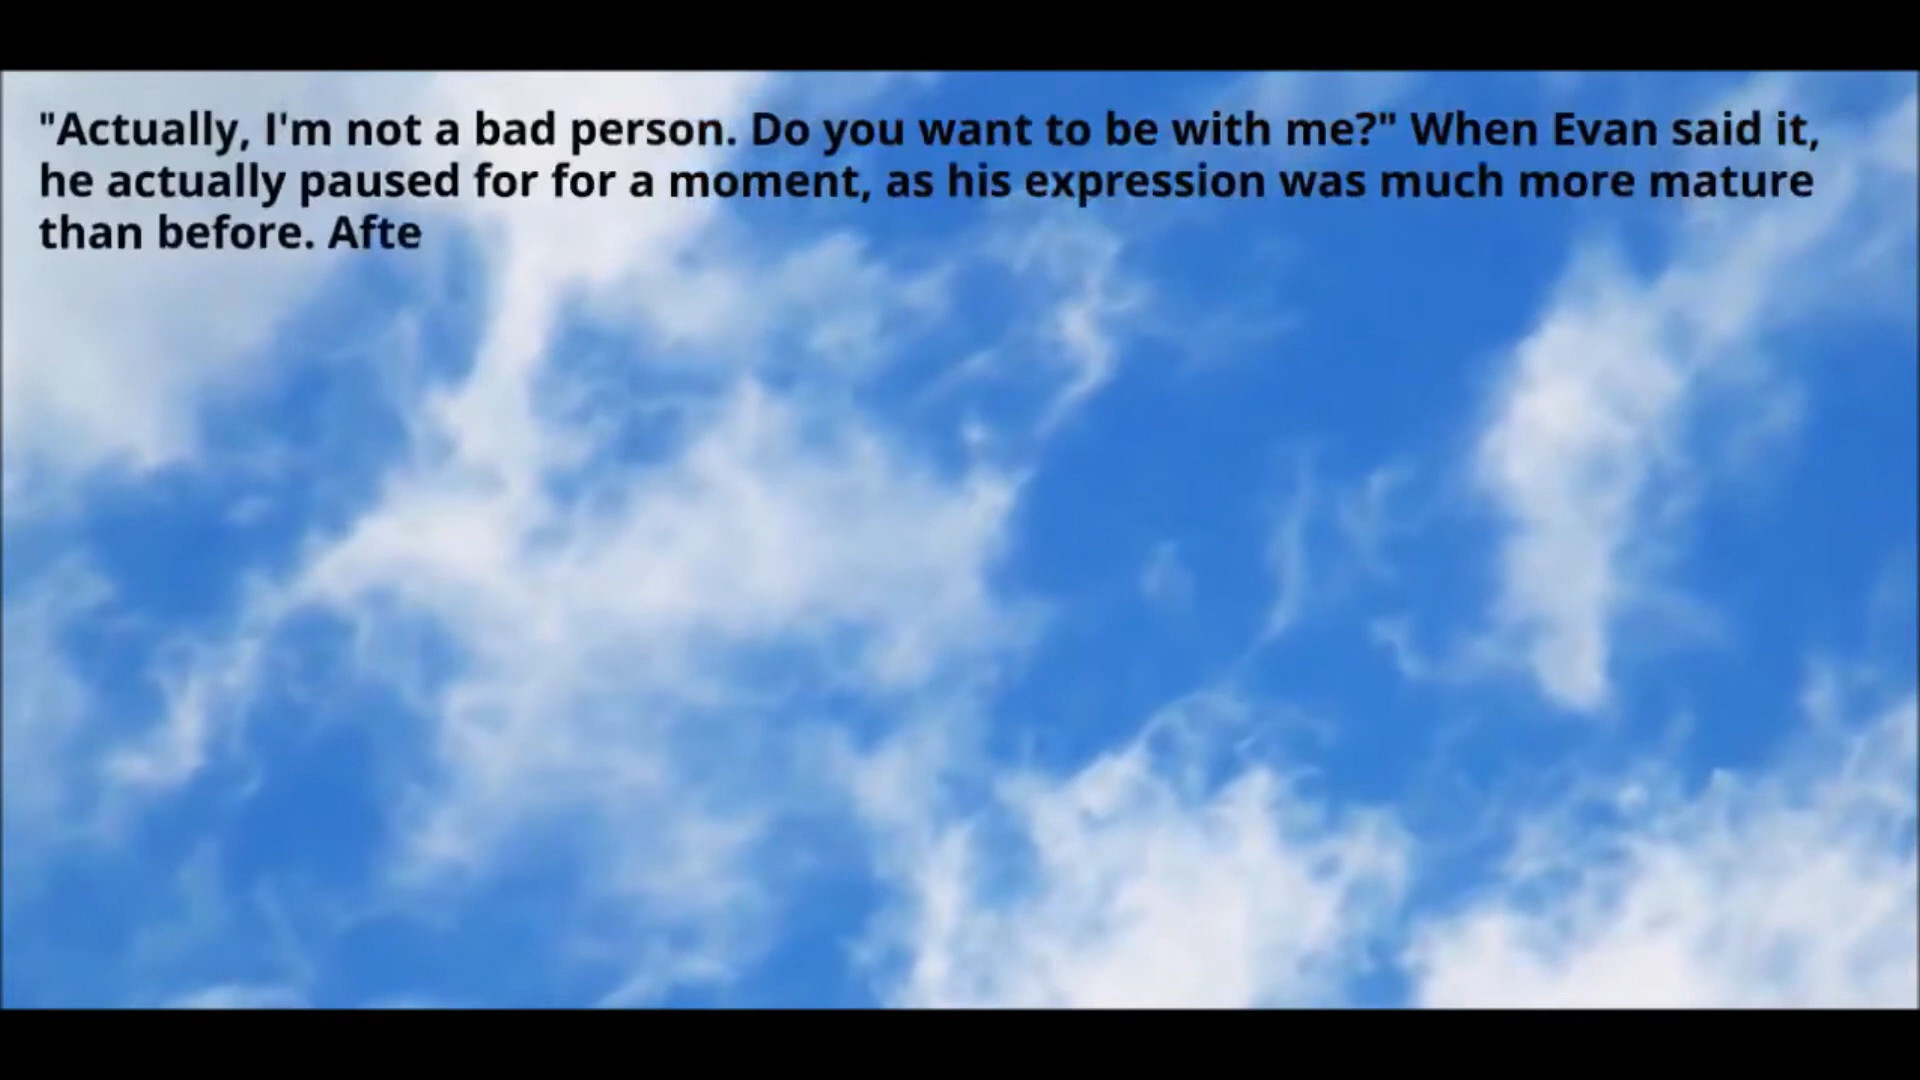 "Actually, I'm not a bad person. Do you want to be with me?" When Evan said it,
he actually paused for for a moment, as his expression was much more mature
than before. Afte